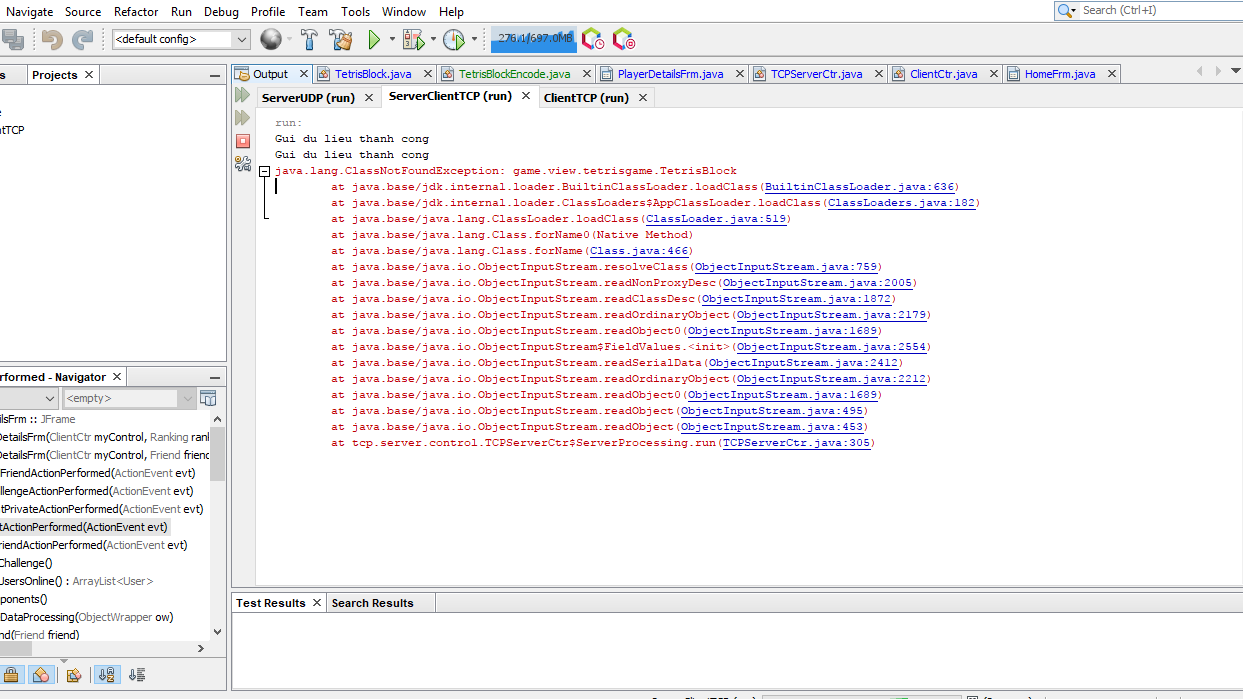 Navigate Source Refactor Run Debug Profile Team Tools Window Help
Search (Ctrl+I)
<default config>
276,1/697,0MB
s Projects
Output TetrisBlock.java TetrisBlockEncode.java PlayerDetailsFrm.java TCPServerCtr.java ClientCtr.java HomeFrm.java
ServerUDP (run) ServerClientTCP (run) ClientTCP (run)
e
ntTCP
run:
Gui du lieu thanh cong
Gui du lieu thanh cong
java.lang.ClassNotFoundException: game.view.tetrisgame.TetrisBlock
at java.base/jdk.internal.loader.BuiltinClassLoader.loadClass(BuiltinClassLoader.java:636)
at java.base/jdk.internal.loader.ClassLoaders$AppClassLoader.loadClass(ClassLoaders.java:182)
at java.base/java.lang.ClassLoader.loadClass(ClassLoader.java:519)
at java.base/java.lang.Class.forName0(Native Method)
at java.base/java.lang.Class.forName(Class.java:466)
at java.base/java.io.ObjectInputStream.resolveClass(ObjectInputStream.java:759)
at java.base/java.io.ObjectInputStream.readNonProxyDesc(ObjectInputStream.java:2005)
at java.base/java.io.ObjectInputStream.readClassDesc(ObjectInputStream.java:1872)
at java.base/java.io.ObjectInputStream.readOrdinaryObject(ObjectInputStream.java:2179)
at java.base/java.io.ObjectInputStream.readObject0(ObjectInputStream.java:1689)
at java.base/java.io.ObjectInputStream$FieldValues.<init>(ObjectInputStream.java:2554)
at java.base/java.io.ObjectInputStream.readSerialData(ObjectInputStream.java:2412)
at java.base/java.io.ObjectInputStream.readOrdinaryObject(ObjectInputStream.java:2212)
at java.base/java.io.ObjectInputStream.readObject0(ObjectInputStream.java:1689)
at java.base/java.io.ObjectInputStream.readObject(ObjectInputStream.java:495)
at java.base/java.io.ObjectInputStream.readObject(ObjectInputStream.java:453)
at tcp.server.control.TCPServerCtr$ServerProcessing.run(TCPServerCtr.java:305)
rformed - Navigator
<empty>
ilsFrm :: JFrame
DetailsFrm(ClientCtr myControl, Ranking rank
DetailsFrm(ClientCtr myControl, Friend friend
FriendActionPerformed(ActionEvent evt)
llengeActionPerformed(ActionEvent evt)
tPrivateActionPerformed(ActionEvent evt)
tActionPerformed(ActionEvent evt)
riendActionPerformed(ActionEvent evt)
Challenge()
UsersOnline() : ArrayList<User>
ponents()
DataProcessing(ObjectWrapper ow)
nd(Friend friend)
Test Results Search Results